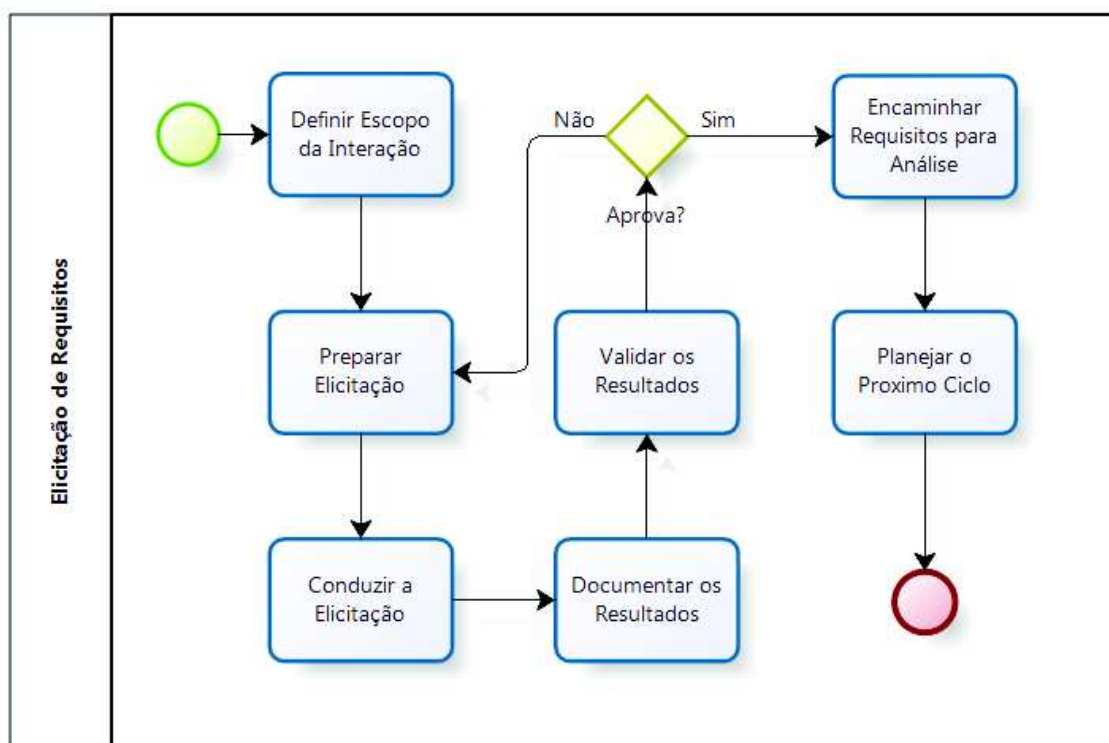 Elicitação de Requisitos
Definir Escopo
da Interação
Não
Sim
Aprova?
Encaminhar
Requisitos para
Análise
Preparar
Elicitação
Validar os
Resultados
Planejar o
Proximo Ciclo
Conduzir a
Elicitação
Documentar os
Resultados